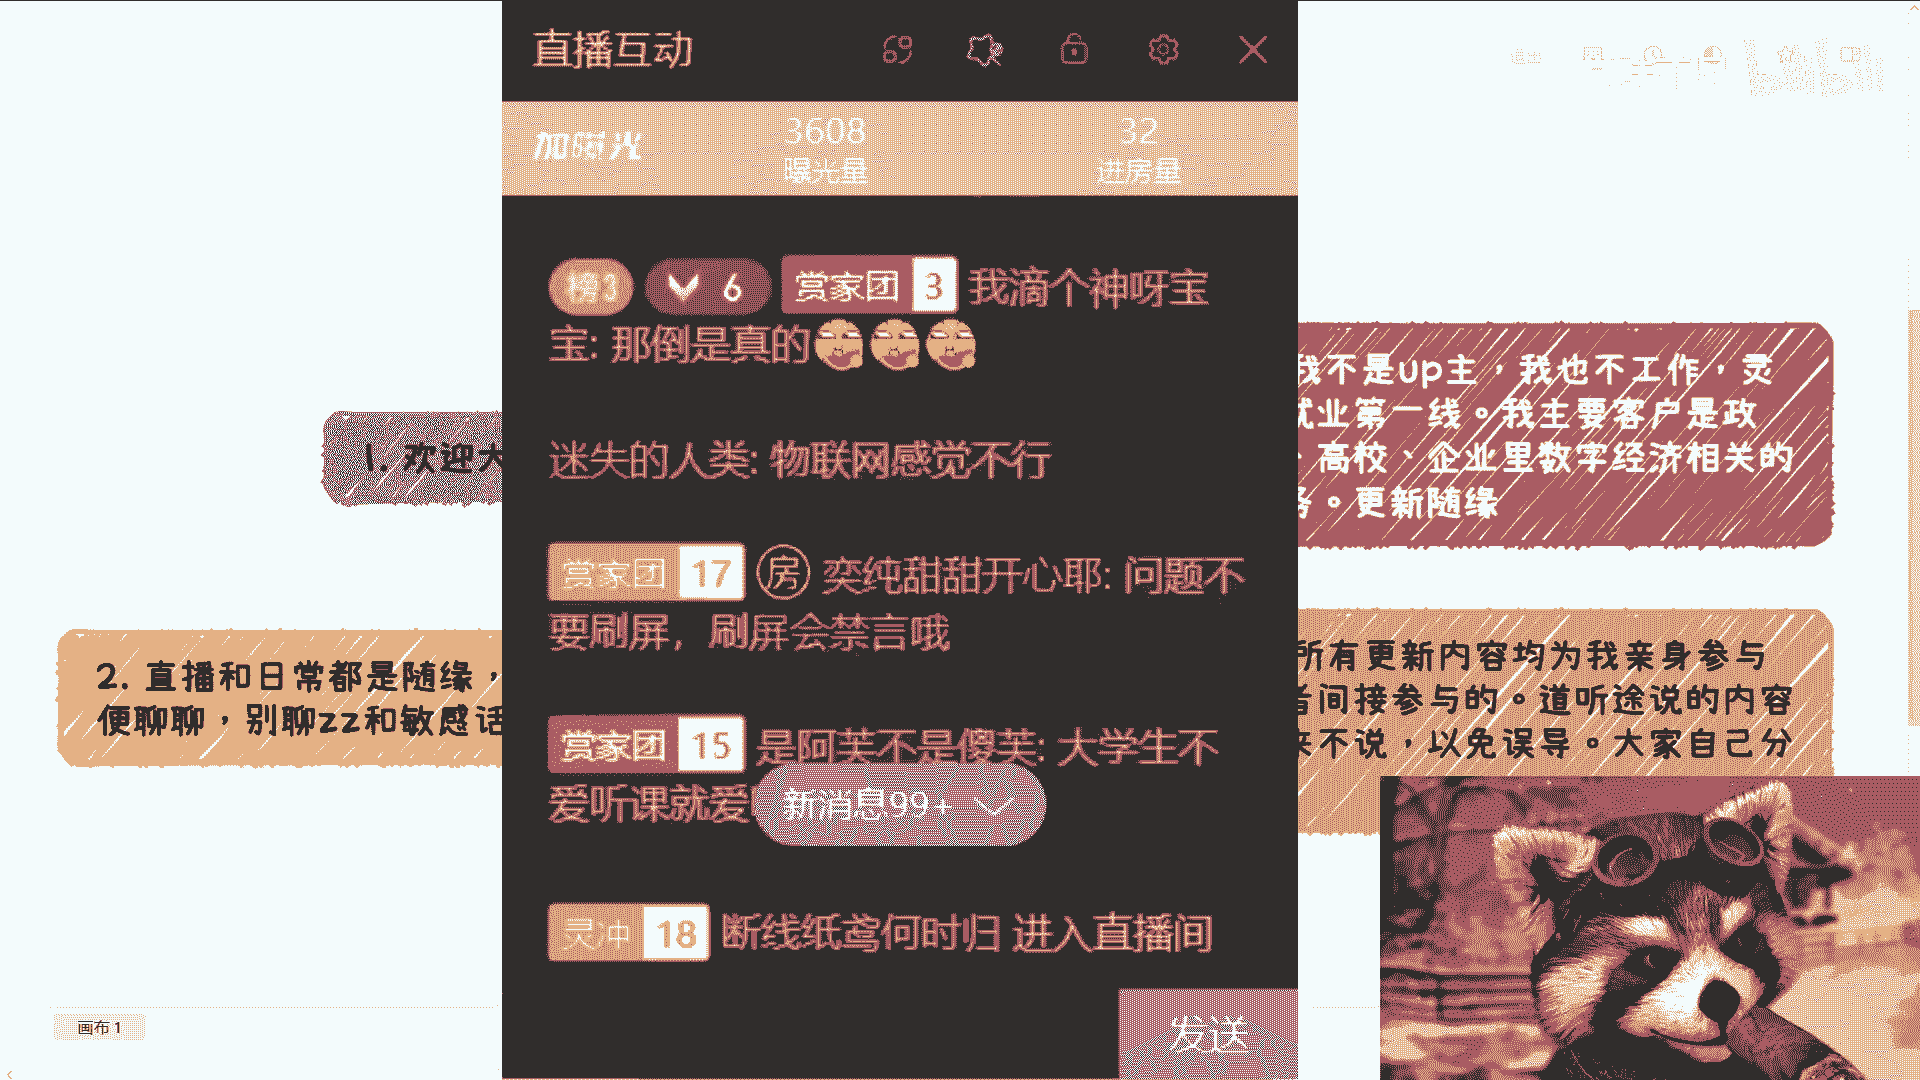 直播互动
加曝光
3608
曝光量
32
进房量
榜3 6 赏家团 3 我滴个神呀宝
宝: 那倒是真的
迷失的人类: 物联网感觉不行
赏家团 17 房 奕纯甜甜开心耶: 问题不
要刷屏，刷屏会禁言哦
赏家团 15 是阿芙不是傻芙: 大学生不
爱听课就爱
新消息99+
灵冲 18 断线纸鸢何时归 进入直播间
发送
1. 欢迎大
2. 直播和日常都是随缘，
便聊聊，别聊zz和敏感话
我不是up主，我也不工作，灵
就业第一线。我主要客户是政
、高校、企业里数字经济相关的
务。更新随缘
所有更新内容均为我亲身参与
者间接参与的。道听途说的内容
来不说，以免误导。大家自己分
画布 1